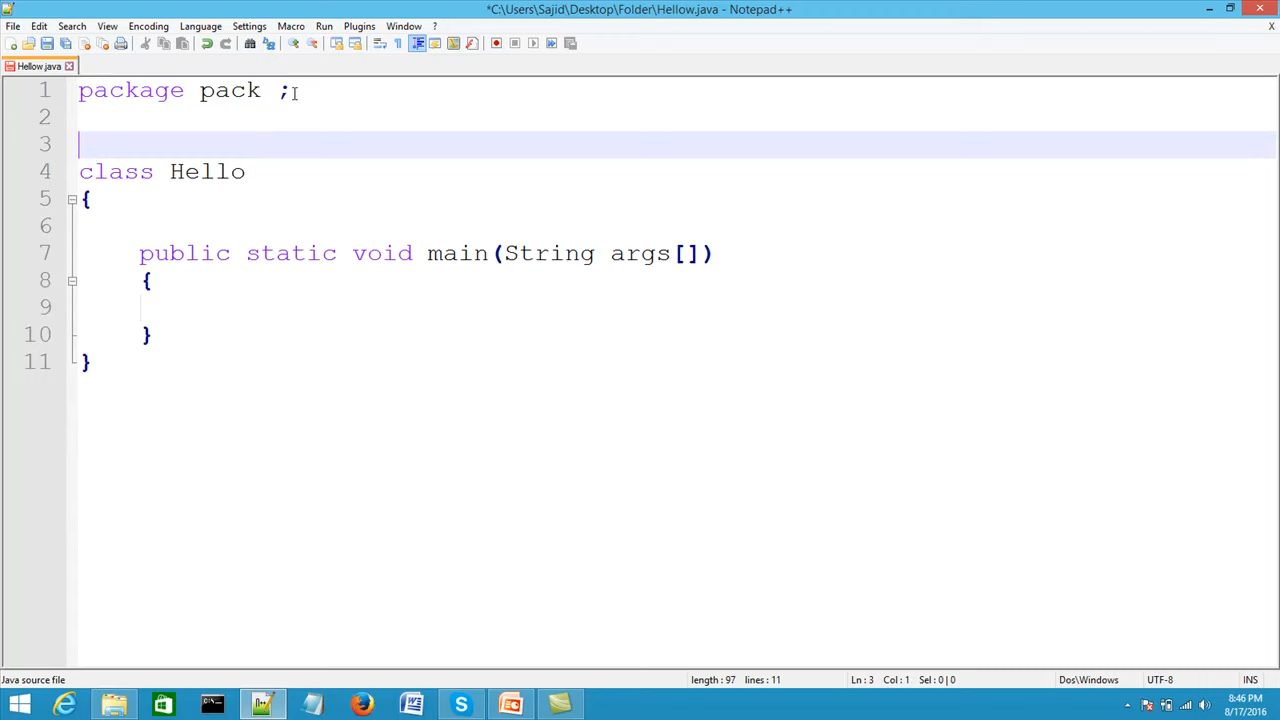 *C:\Users\Sajid\Desktop\Folder\Hellow.java - Notepad++
File Edit Search View Encoding Language Settings Macro Run Plugins Window ? X
Hellow.java
1 package pack ;
2
3
4 class Hello
5 {
6
7 public static void main(String args[])
8 {
9
10 }
11 }
Java source file length : 97 lines : 11 Ln : 3 Col : 1 Sel : 0 | 0 Dos\Windows UTF-8 INS
8:46 PM
8/17/2016